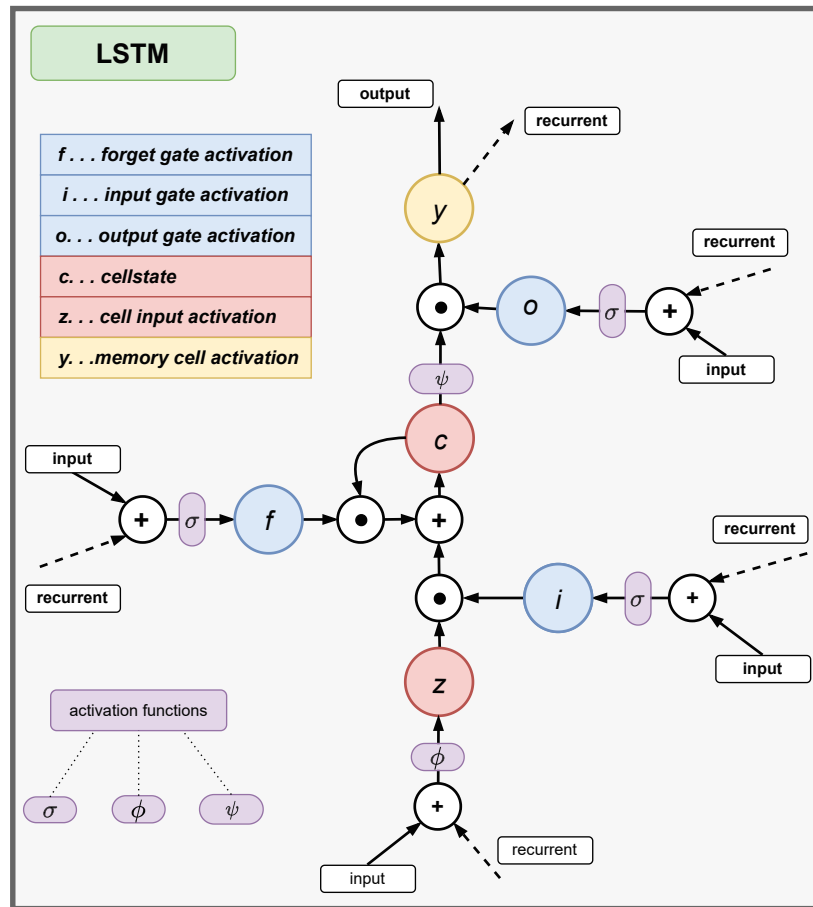 LSTM
output
recurrent
f . . . forget gate activation
i . . . input gate activation
o. . . output gate activation
c. . . cellstate
z. . . cell input activation
y. . .memory cell activation
y
recurrent
o
σ
+
input
ψ
c
input
+
σ
f
+
recurrent
recurrent
i
σ
+
input
z
activation functions
ϕ
σ
ϕ
ψ
+
recurrent
input